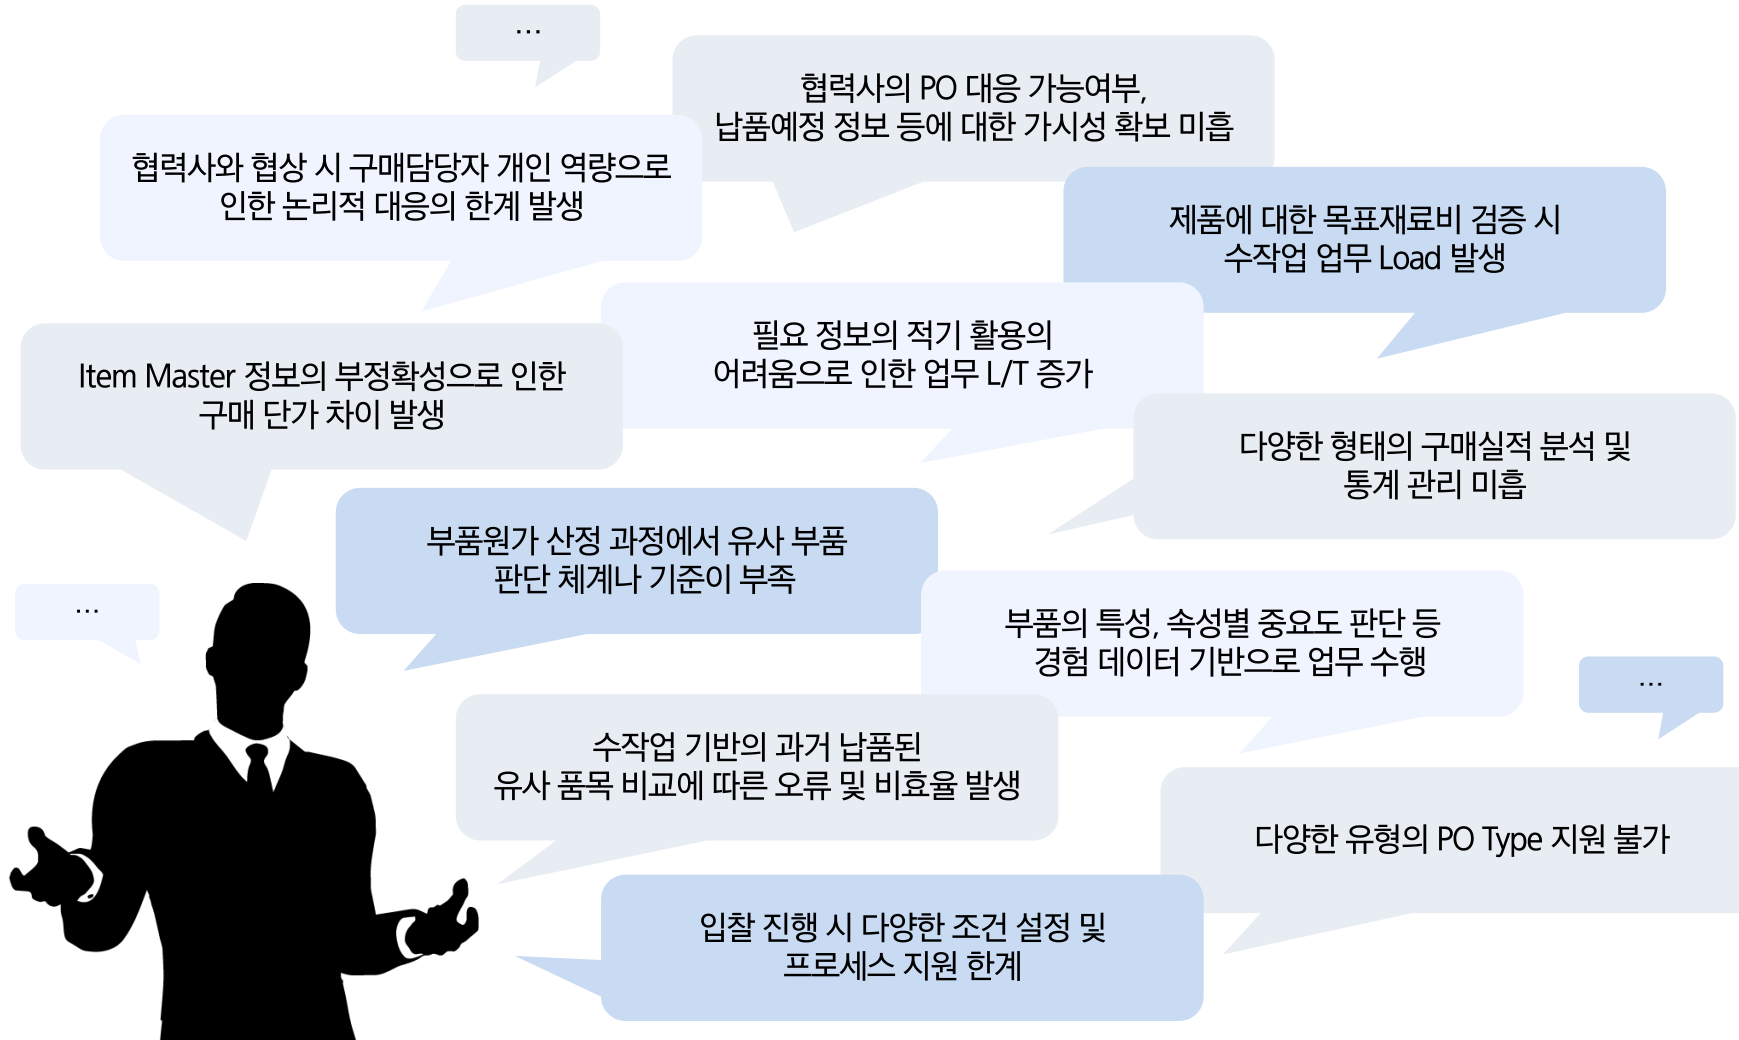 …
협력사의 PO 대응 가능여부,
납품예정 정보 등에 대한 가시성 확보 미흡
협력사와 협상 시 구매담당자 개인 역량으로
인한 논리적 대응의 한계 발생
제품에 대한 목표재료비 검증 시
수작업 업무 Load 발생
필요 정보의 적기 활용의
어려움으로 인한 업무 L/T 증가
Item Master 정보의 부정확성으로 인한
구매 단가 차이 발생
다양한 형태의 구매실적 분석 및
통계 관리 미흡
부품원가 산정 과정에서 유사 부품
판단 체계나 기준이 부족
…
부품의 특성, 속성별 중요도 판단 등
경험 데이터 기반으로 업무 수행
…
수작업 기반의 과거 납품된
유사 품목 비교에 따른 오류 및 비효율 발생
다양한 유형의 PO Type 지원 불가
입찰 진행 시 다양한 조건 설정 및
프로세스 지원 한계